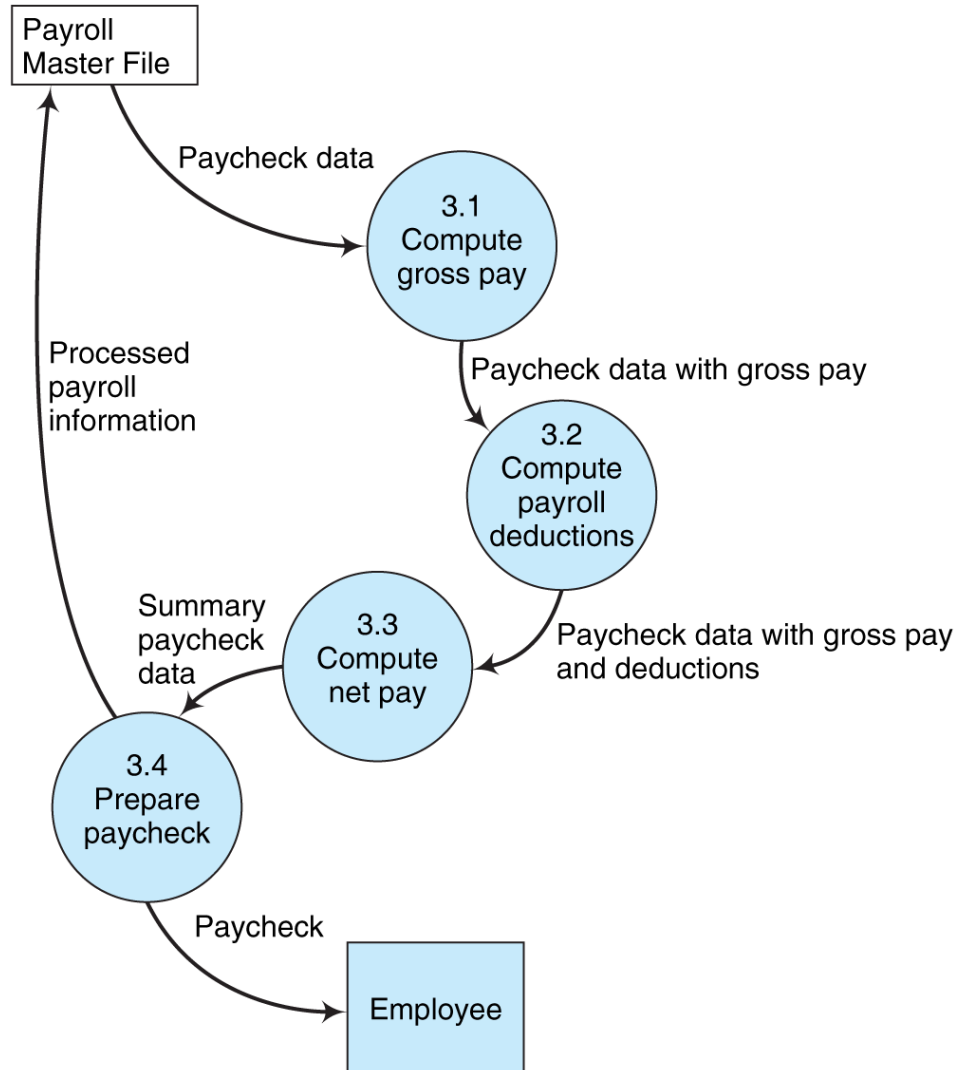 Payroll
Master File
Paycheck data
3.1
Compute
gross pay
Processed
payroll
information
Paycheck data with gross pay
3.2
Compute
payroll
deductions
Summary
paycheck
data
3.3
Compute
net pay
Paycheck data with gross pay
and deductions
3.4
Prepare
paycheck
Paycheck
Employee